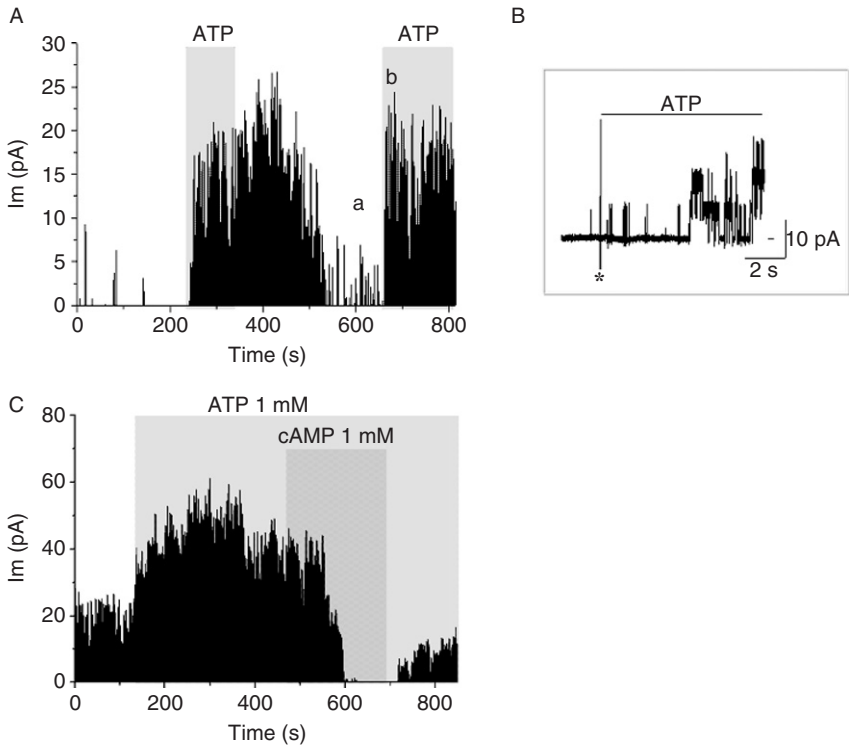 A
ATP ATP
30
25
20
15
10
5
0
Im (pA)
a
b
0 200 400 600 800
Time (s)
B
ATP
10 pA
2 s
*
C
ATP 1 mM
cAMP 1 mM
80
60
40
20
0
Im (pA)
0 200 400 600 800
Time (s)